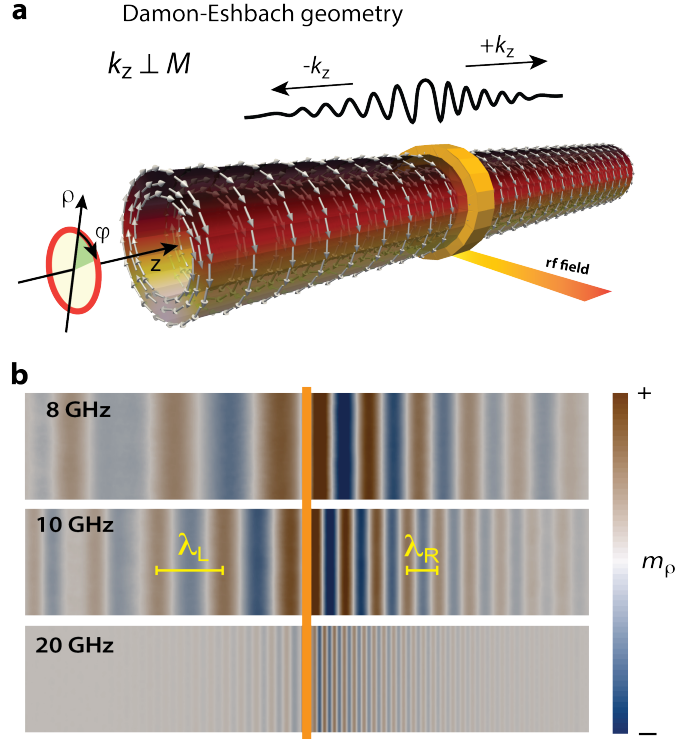 a
Damon-Eshbach geometry
k_z ⊥ M
-k_z
+k_z
ρ
φ
z
rf field
b
8 GHz
+
10 GHz
λ_L
λ_R
m_ρ
20 GHz
−